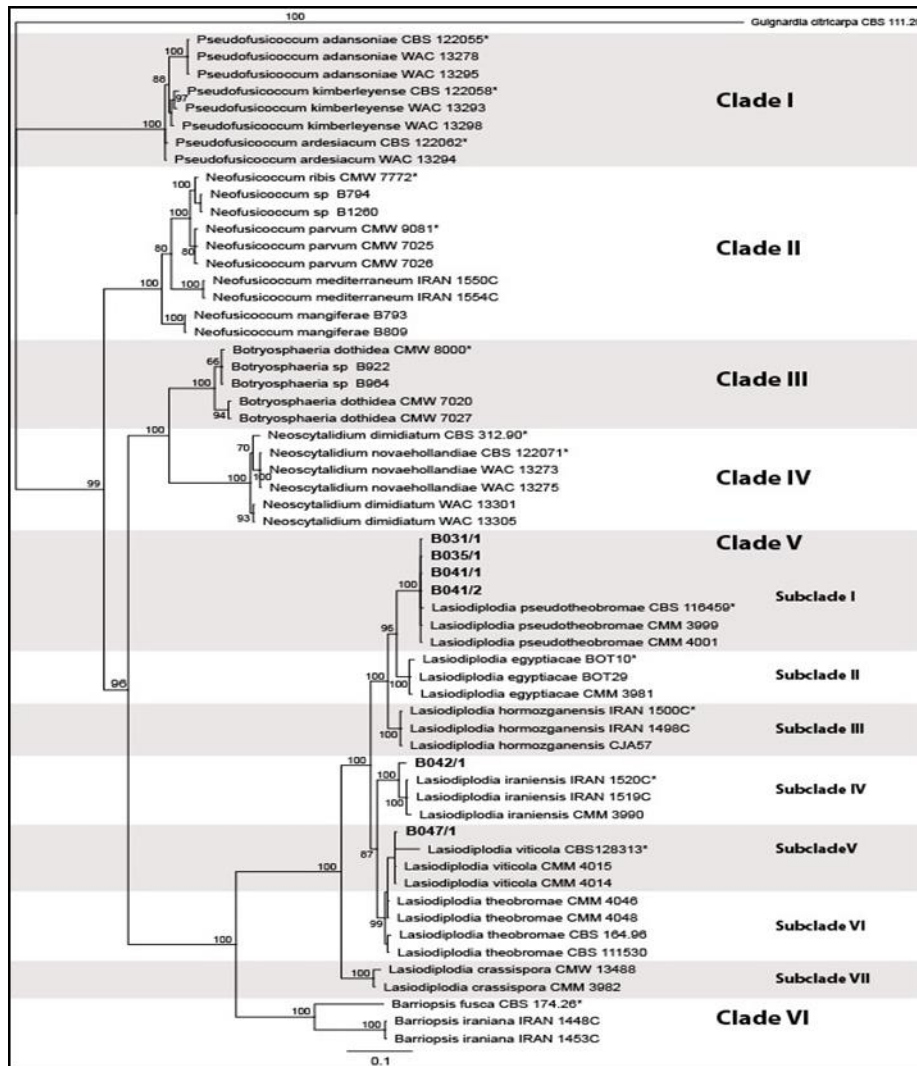 100
Guignardia citricarpa CBS 111.20
Pseudofusicoccum adansoniae CBS 122055*
100
Pseudofusicoccum adansoniae WAC 13278
Clade I
Pseudofusicoccum adansoniae WAC 13295
88
Pseudofusicoccum kimberleyense CBS 122058*
97
Pseudofusicoccum kimberleyense WAC 13293
Pseudofusicoccum kimberleyense WAC 13298
100
Pseudofusicoccum ardesiacum CBS 122062*
Pseudofusicoccum ardesiacum WAC 13294
Neofusicoccum ribis CMW 7772*
100
Neofusicoccum sp B794
Neofusicoccum sp B1260
100
Neofusicoccum parvum CMW 9081*
Clade II
80
80
Neofusicoccum parvum CMW 7025
Neofusicoccum parvum CMW 7026
100
Neofusicoccum mediterraneum IRAN 1550C
100
Neofusicoccum mediterraneum IRAN 1554C
Neofusicoccum mangiferae B793
100
Neofusicoccum mangiferae B809
Botryosphaeria dothidea CMW 8000*
66
Botryosphaeria sp B922
Clade III
Botryosphaeria sp B964
100
Botryosphaeria dothidea CMW 7020
94
Botryosphaeria dothidea CMW 7027
100
Neoscytalidium dimidiatum CBS 312.90*
70
Neoscytalidium novaehollandiae CBS 122071*
99
100
100
Neoscytalidium novaehollandiae WAC 13273
Clade IV
Neoscytalidium novaehollandiae WAC 13275
Neoscytalidium dimidiatum WAC 13301
93
Neoscytalidium dimidiatum WAC 13305
B031/1
Clade V
B035/1
B041/1
100
B041/2
Subclade I
Lasiodiplodia pseudotheobromae CBS 116459*
Lasiodiplodia pseudotheobromae CMM 3999
96
Lasiodiplodia pseudotheobromae CMM 4001
Lasiodiplodia egyptiacae BOT10*
96
100
100
Lasiodiplodia egyptiacae BOT29
Subclade II
Lasiodiplodia egyptiacae CMM 3981
Lasiodiplodia hormozganensis IRAN 1500C*
100
Lasiodiplodia hormozganensis IRAN 1498C
Subclade III
Lasiodiplodia hormozganensis CJA57
100
B042/1
100
Lasiodiplodia iraniensis IRAN 1520C*
Subclade IV
100
Lasiodiplodia iraniensis IRAN 1519C
Lasiodiplodia iraniensis CMM 3990
B047/1
87
Lasiodiplodia viticola CBS128313*
SubcladeV
100
100
Lasiodiplodia viticola CMM 4015
Lasiodiplodia viticola CMM 4014
Lasiodiplodia theobromae CMM 4046
99
Lasiodiplodia theobromae CMM 4048
Subclade VI
Lasiodiplodia theobromae CBS 164.96
100
Lasiodiplodia theobromae CBS 111530
Lasiodiplodia crassispora CMW 13488
100
Lasiodiplodia crassispora CMM 3982
Subclade VII
Barriopsis fusca CBS 174.26*
100
Barriopsis iraniana IRAN 1448C
Clade VI
100
Barriopsis iraniana IRAN 1453C
0.1